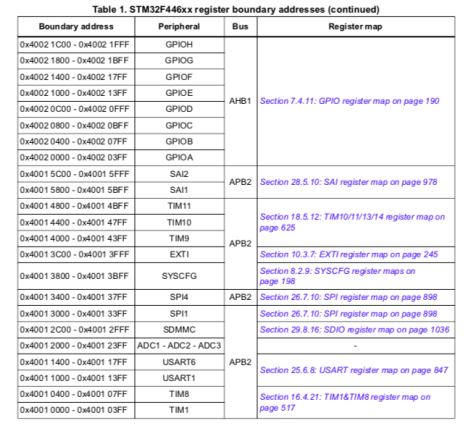 Table 1. STM32F446xx register boundary addresses (continued)
Boundary address Peripheral Bus Register map
0x4002 1C00 - 0x4002 1FFF GPIOH AHB1 Section 7.4.11: GPIO register map on page 190
0x4002 1800 - 0x4002 1BFF GPIOG
0x4002 1400 - 0x4002 17FF GPIOF
0x4002 1000 - 0x4002 13FF GPIOE
0x4002 0C00 - 0x4002 0FFF GPIOD
0x4002 0800 - 0x4002 0BFF GPIOC
0x4002 0400 - 0x4002 07FF GPIOB
0x4002 0000 - 0x4002 03FF GPIOA
0x4001 5C00 - 0x4001 5FFF SAI2 APB2 Section 28.5.10: SAI register map on page 978
0x4001 5800 - 0x4001 5BFF SAI1
0x4001 4800 - 0x4001 4BFF TIM11 APB2 Section 18.5.12: TIM10/11/13/14 register map on
page 625
0x4001 4400 - 0x4001 47FF TIM10
0x4001 4000 - 0x4001 43FF TIM9
0x4001 3C00 - 0x4001 3FFF EXTI Section 10.3.7: EXTI register map on page 245
0x4001 3800 - 0x4001 3BFF SYSCFG Section 8.2.9: SYSCFG register maps on
page 198
0x4001 3400 - 0x4001 37FF SPI4 APB2 Section 26.7.10: SPI register map on page 898
0x4001 3000 - 0x4001 33FF SPI1 APB2 Section 26.7.10: SPI register map on page 898
0x4001 2C00 - 0x4001 2FFF SDMMC Section 29.8.16: SDIO register map on page 1036
0x4001 2000 - 0x4001 23FF ADC1 - ADC2 - ADC3 -
0x4001 1400 - 0x4001 17FF USART6 Section 25.6.8: USART register map on page 847
0x4001 1000 - 0x4001 13FF USART1
0x4001 0400 - 0x4001 07FF TIM8 Section 16.4.21: TIM1&TIM8 register map on
page 517
0x4001 0000 - 0x4001 03FF TIM1